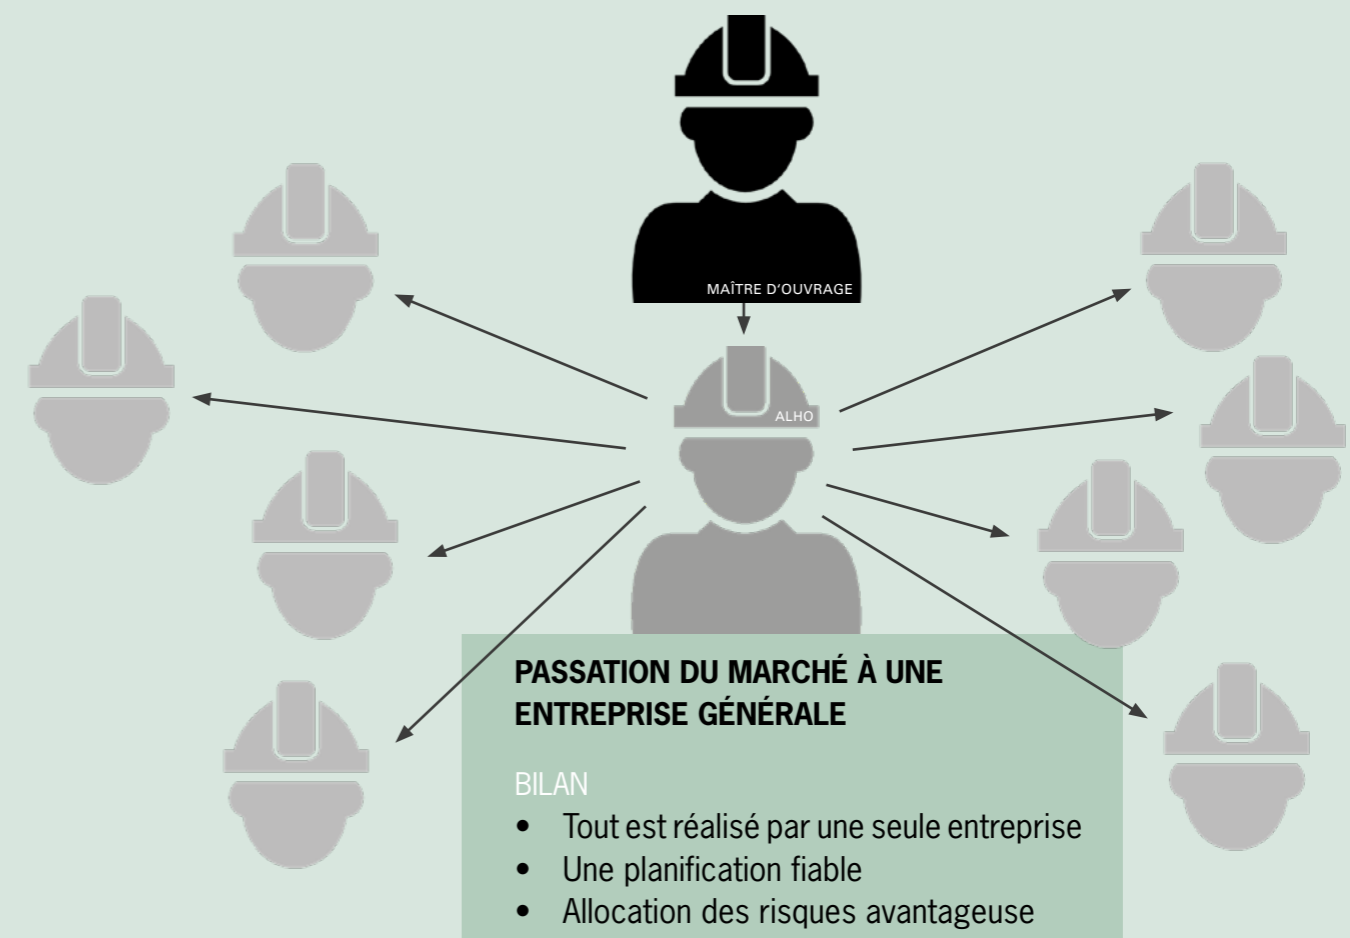 MAÎTRE D'OUVRAGE
ALHO
PASSATION DU MARCHÉ À UNE
ENTREPRISE GÉNÉRALE
BILAN
• Tout est réalisé par une seule entreprise
• Une planification fiable
• Allocation des risques avantageuse